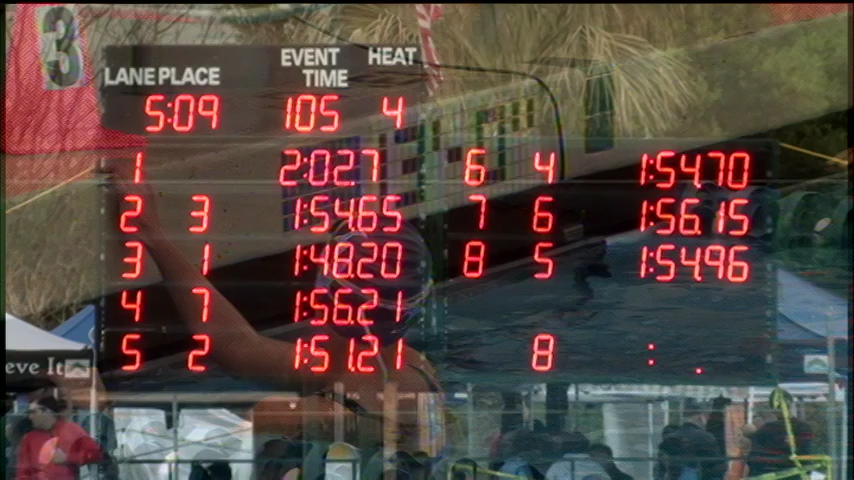 3
EVENT HEAT
LANE PLACE TIME
5:09 105 4
1 2:02.7 6 4 1:54.70
2 3 1:54.65 7 6 1:56.15
3 1 1:48.20 8 5 1:54.96
4 7 1:56.21
5 2 1:51.21 8 : .
eve It